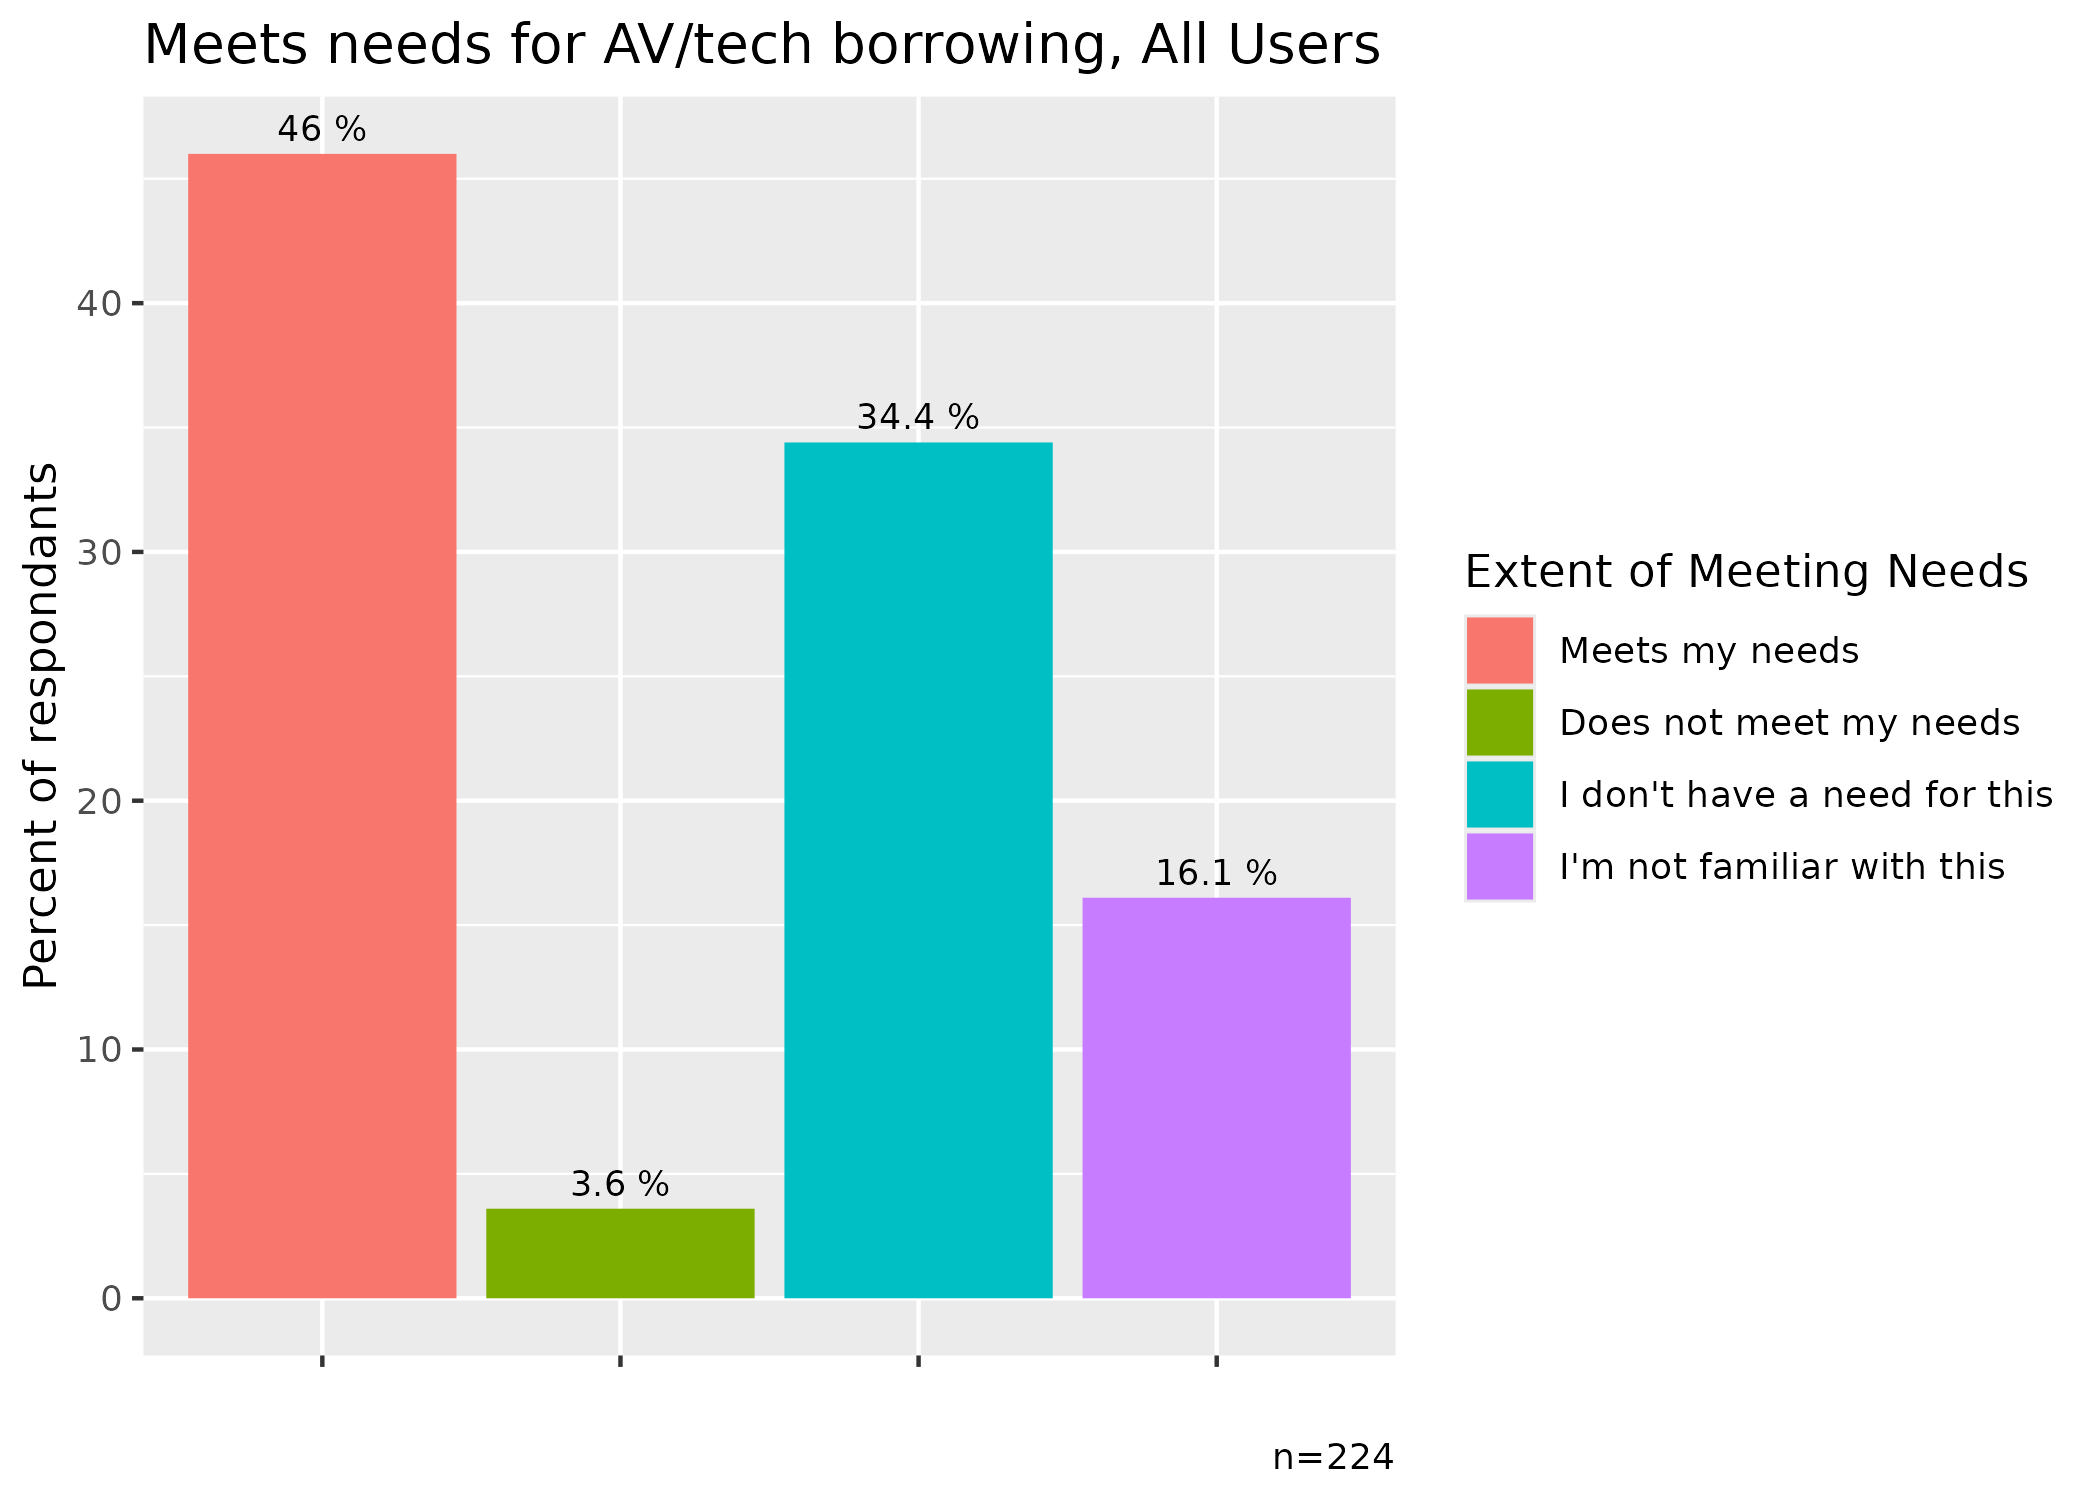 Meets needs for AV/tech borrowing, All Users
Percent of respondants
40
30
20
10
0
46 %
3.6 %
34.4 %
16.1 %
Extent of Meeting Needs
Meets my needs
Does not meet my needs
I don't have a need for this
I'm not familiar with this
n=224